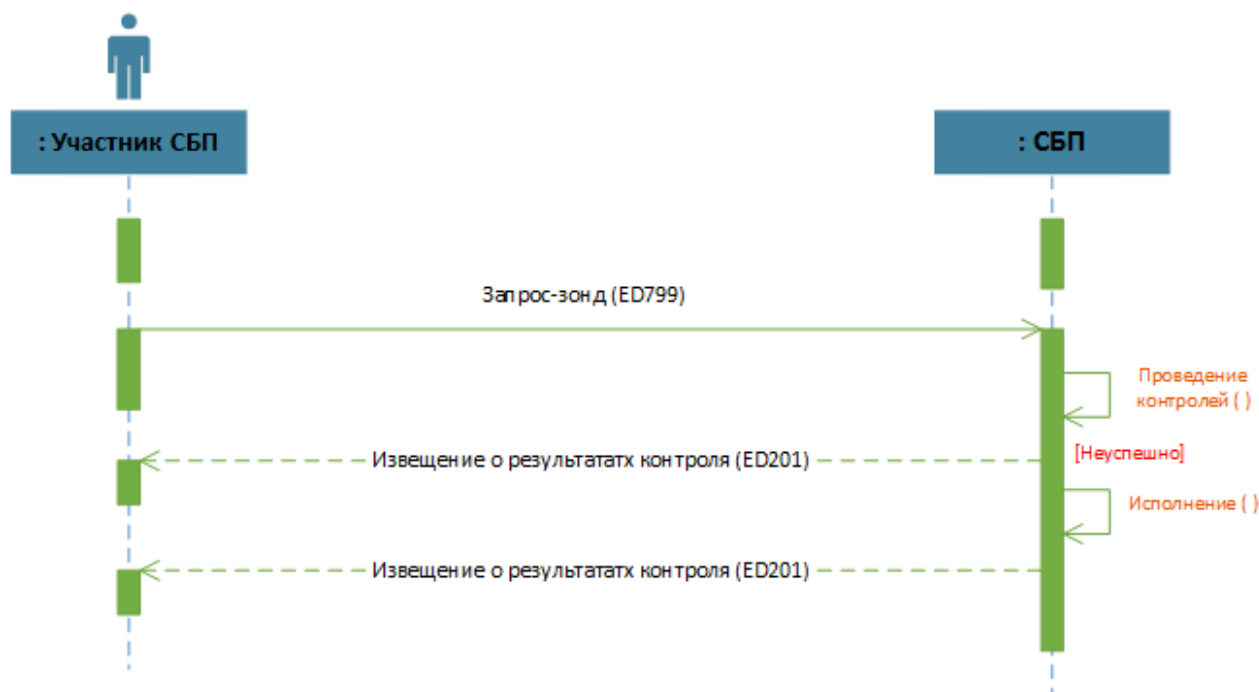 : Участник СБП
: СБП
Запрос-зонд (ED799)
Проведение
контролей ( )
Извещение о результататх контроля (ED201)
[Неуспешно]
Исполнение ( )
Извещение о результататх контроля (ED201)